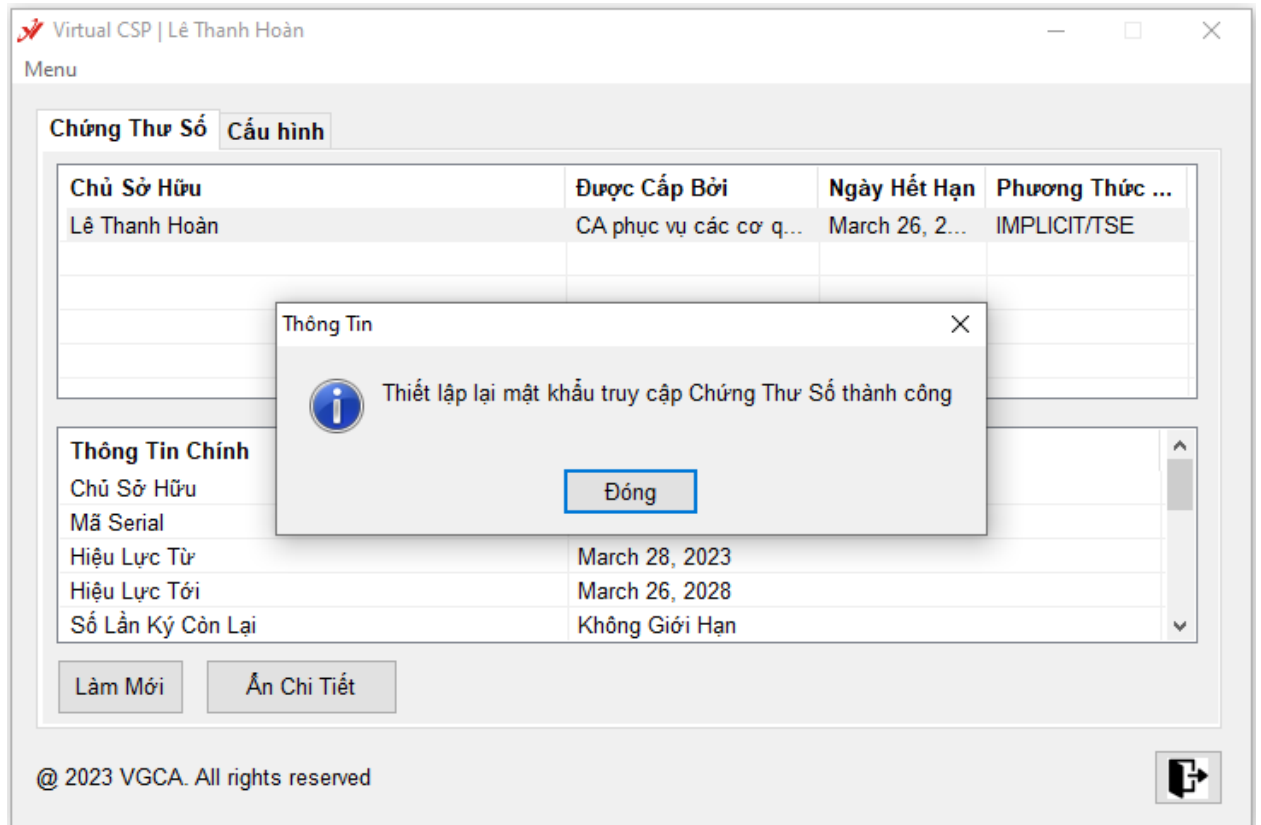 Virtual CSP | Lê Thanh Hoàn
Menu
Chứng Thư Số Cấu hình
Chủ Sở Hữu Được Cấp Bởi Ngày Hết Hạn Phương Thức ...
Lê Thanh Hoàn CA phục vụ các cơ q... March 26, 2... IMPLICIT/TSE
Thông Tin
Thiết lập lại mật khẩu truy cập Chứng Thư Số thành công
Đóng
Thông Tin Chính
Chủ Sở Hữu
Mã Serial
Hiệu Lực Từ March 28, 2023
Hiệu Lực Tới March 26, 2028
Số Lần Ký Còn Lại Không Giới Hạn
Làm Mới Ẩn Chi Tiết
@ 2023 VGCA. All rights reserved